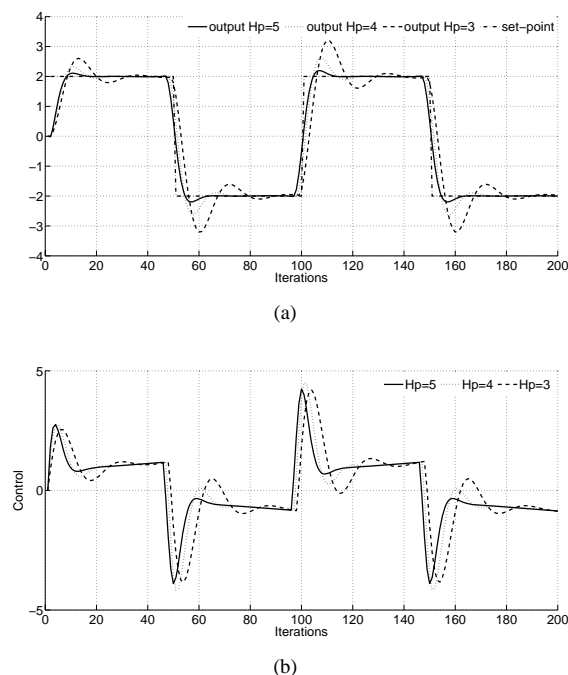 output Hp=5 output Hp=4 output Hp=3 set-point
4
3
2
1
0
−1
−2
−3
−4
0 20 40 60 80 100 120 140 160 180 200
Iterations
(a)
Hp=5 Hp=4 Hp=3
5
0
−5
Control
0 20 40 60 80 100 120 140 160 180 200
Iterations
(b)